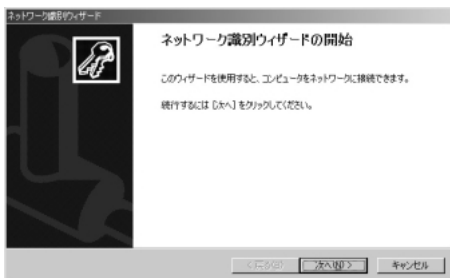 ネットワーク識別ウィザード
ネットワーク識別ウィザードの開始
このウィザードを使用すると、コンピュータをネットワークに接続できます。
続行するには [次へ] をクリックしてください。
次へ(N) >
キャンセル